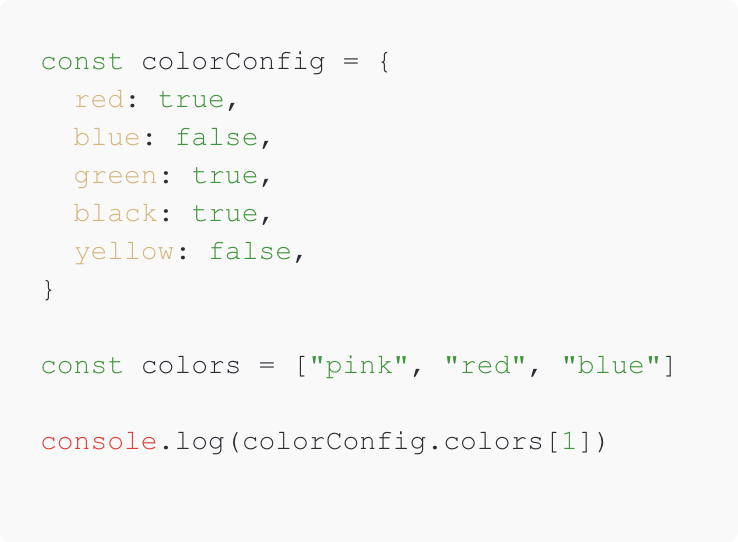 const colorConfig = {
  red: true,
  blue: false,
  green: true,
  black: true,
  yellow: false,
}

const colors = ["pink", "red", "blue"]

console.log(colorConfig.colors[1])